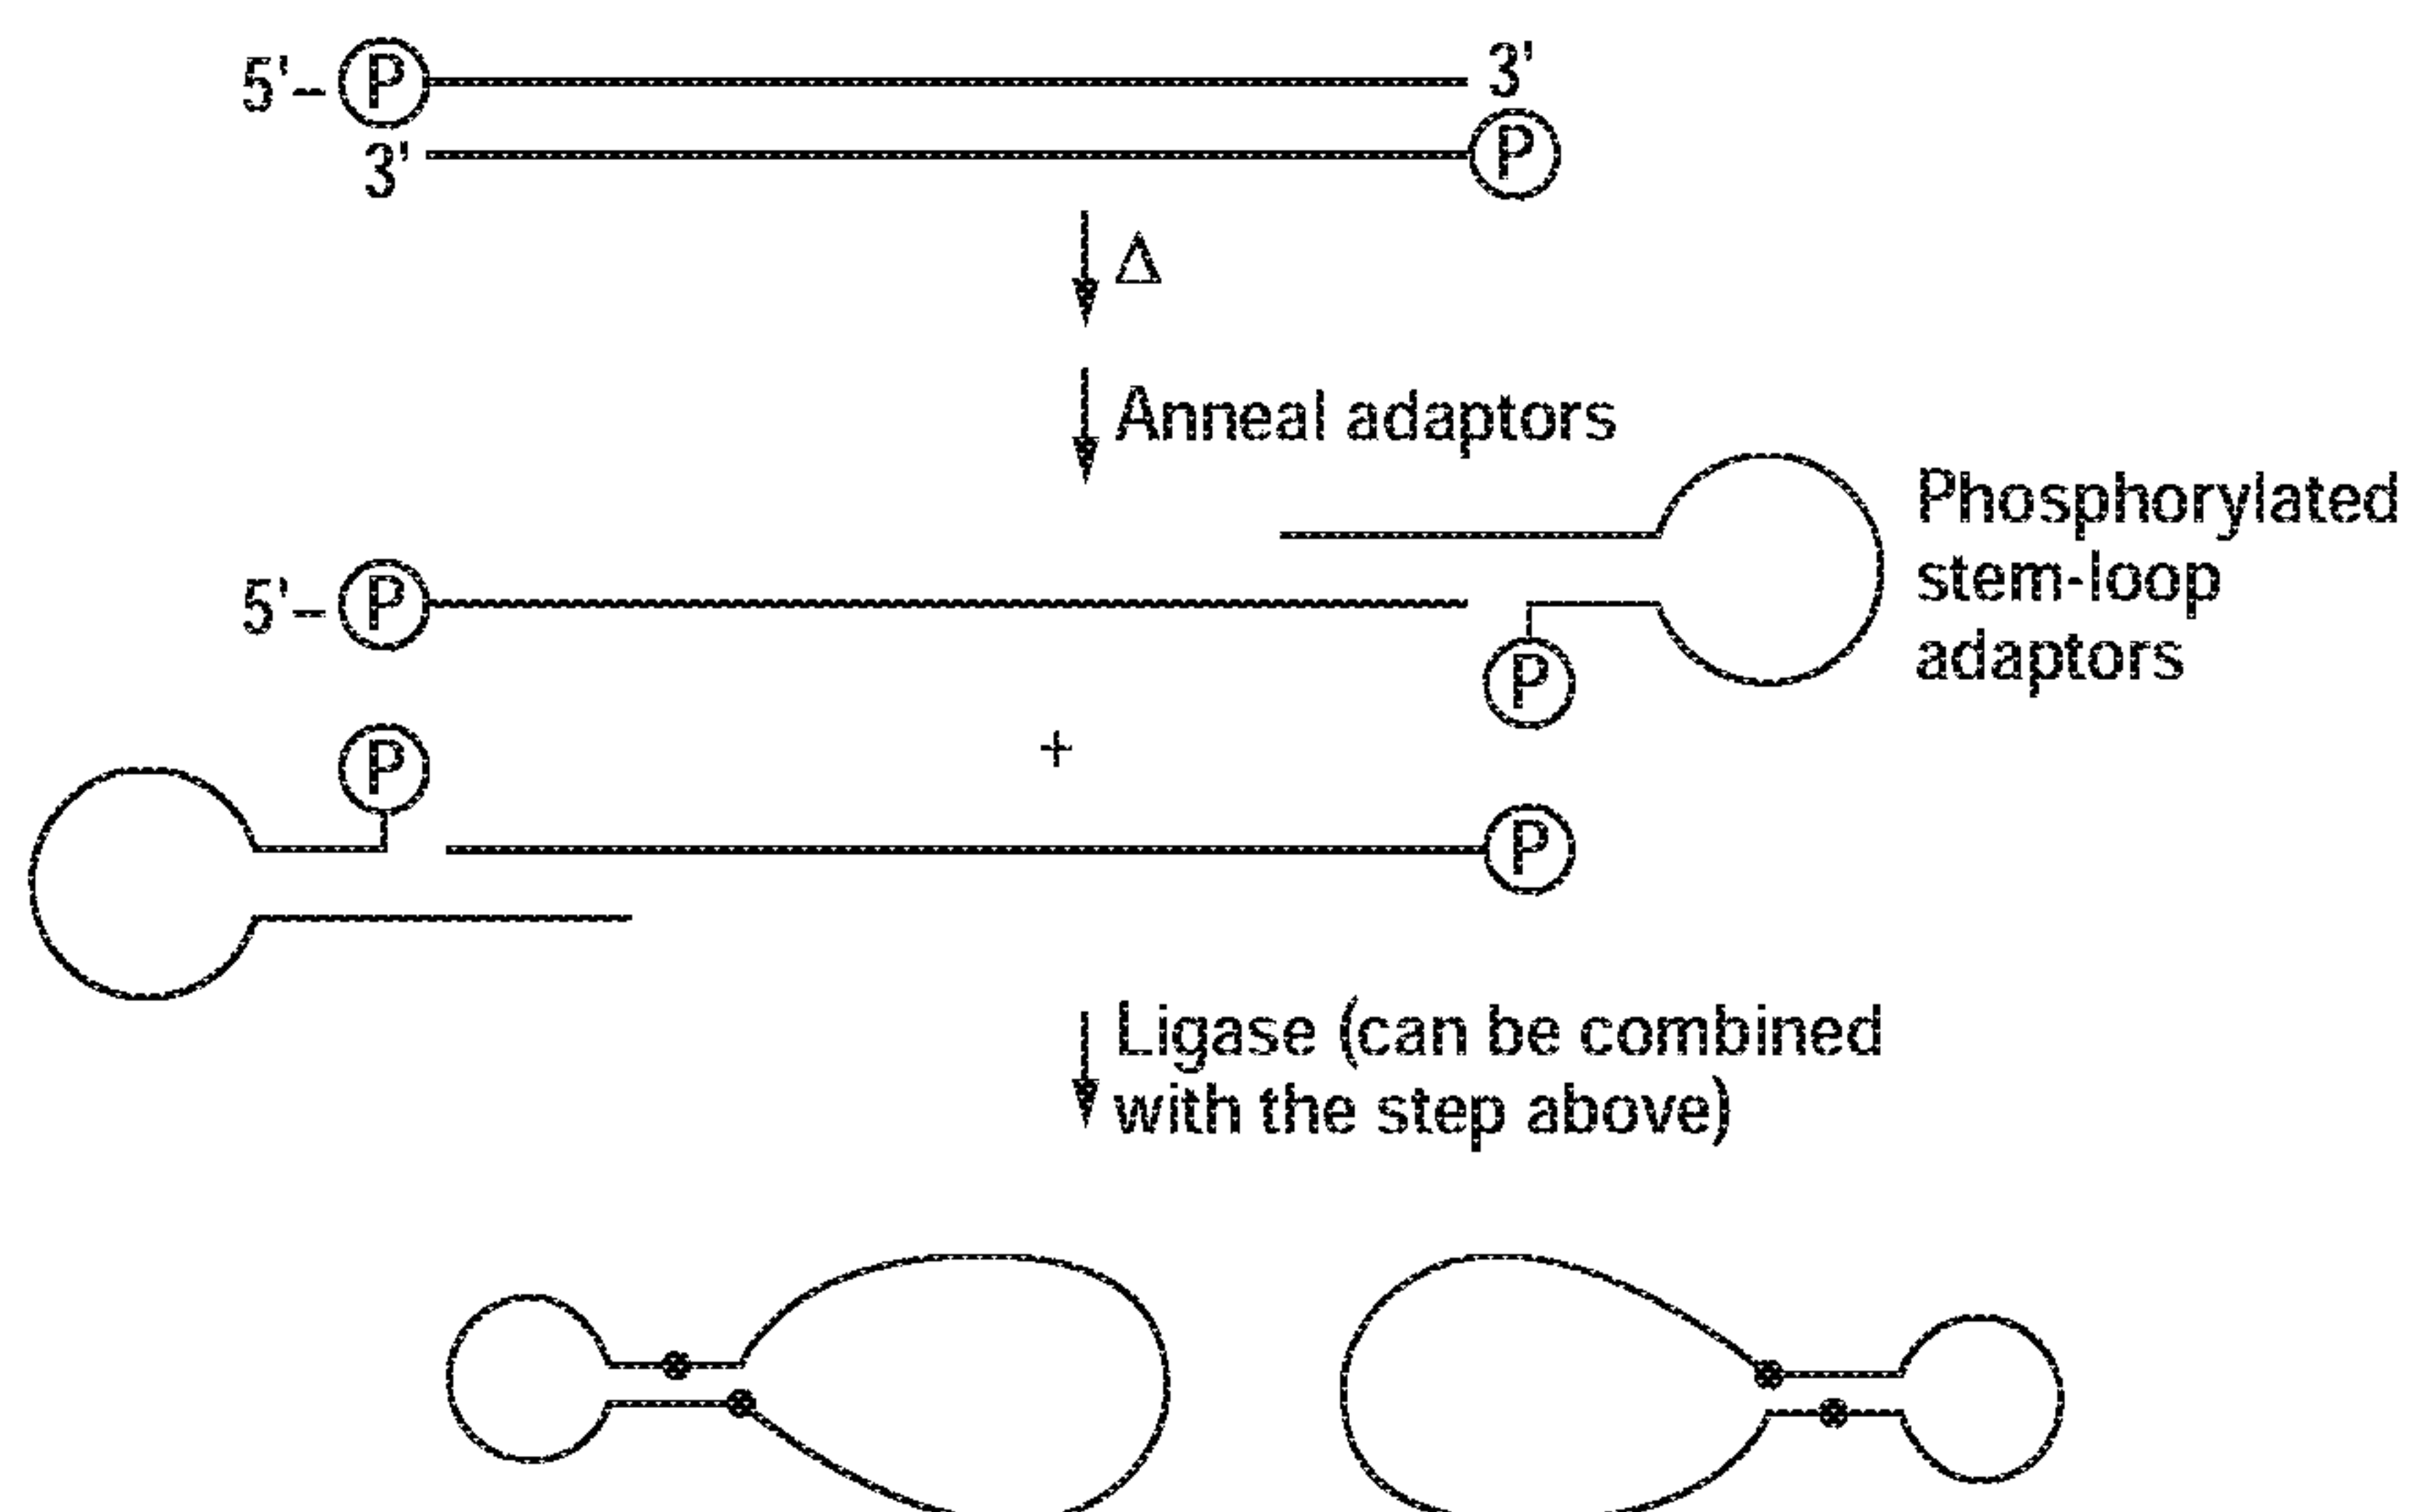 5'– P 3'
3' P
Δ
Anneal adaptors
Phosphorylated
stem-loop
adaptors
5'– P
P
P
+
P
Ligase (can be combined
with the step above)